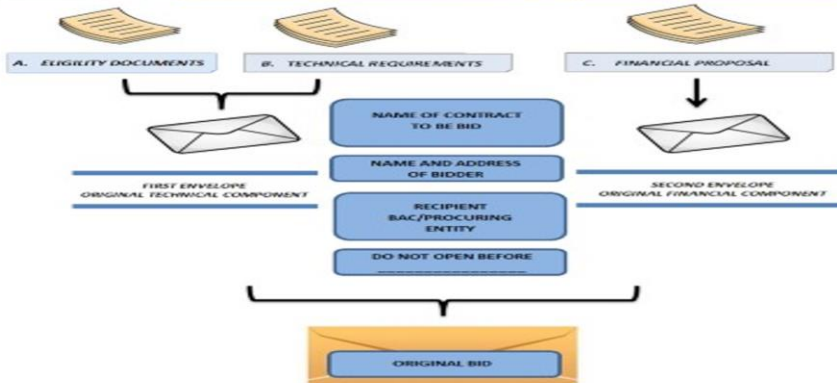 A. ELIGILITY DOCUMENTS
B. TECHNICAL REQUIREMENTS
C. FINANCIAL PROPOSAL
NAME OF CONTRACT
TO BE BID
NAME AND ADDRESS
OF BIDDER
FIRST ENVELOPE
ORIGINAL TECHNICAL COMPONENT
SECOND ENVELOPE
ORIGINAL FINANCIAL COMPONENT
RECIPIENT
BAC/PROCURING
ENTITY
DO NOT OPEN BEFORE
________________
ORIGINAL BID